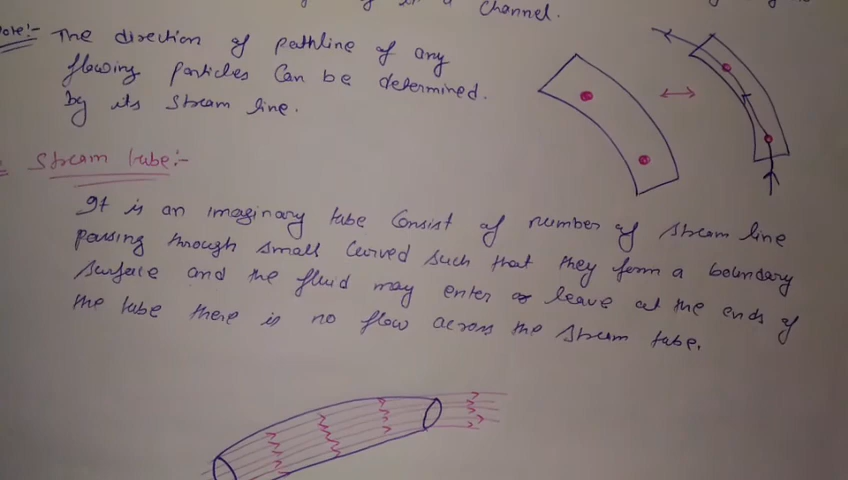 in a channel.
Note:- The direction of pathline of any
flowing particles can be determined.
by its stream line.
Stream tube:-
It is an imaginary tube consist of number of stream line
passing through small curved such that they form a boundary
surface and the fluid may enter or leave at the ends of
the tube there is no flow across the stream tube.